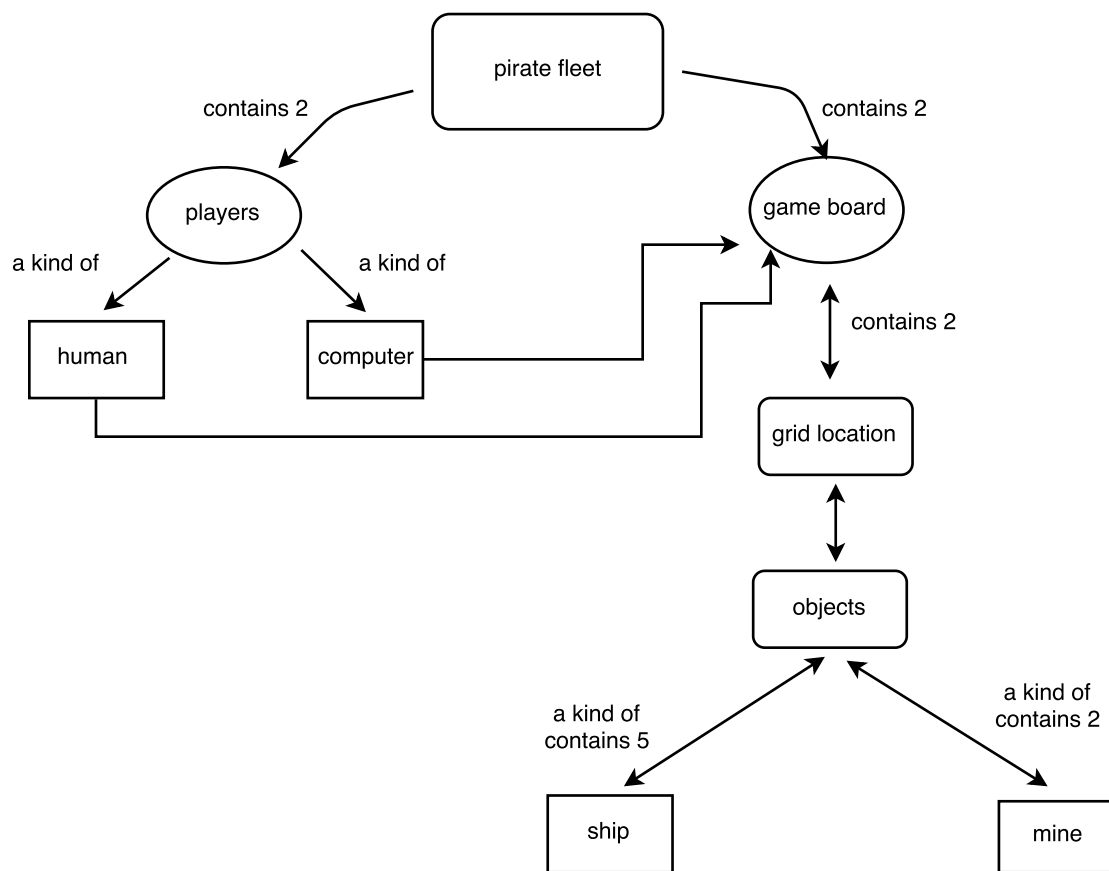 pirate fleet
contains 2
contains 2
players
game board
a kind of
a kind of
contains 2
human
computer
grid location
objects
a kind of
contains 5
a kind of
contains 2
ship
mine